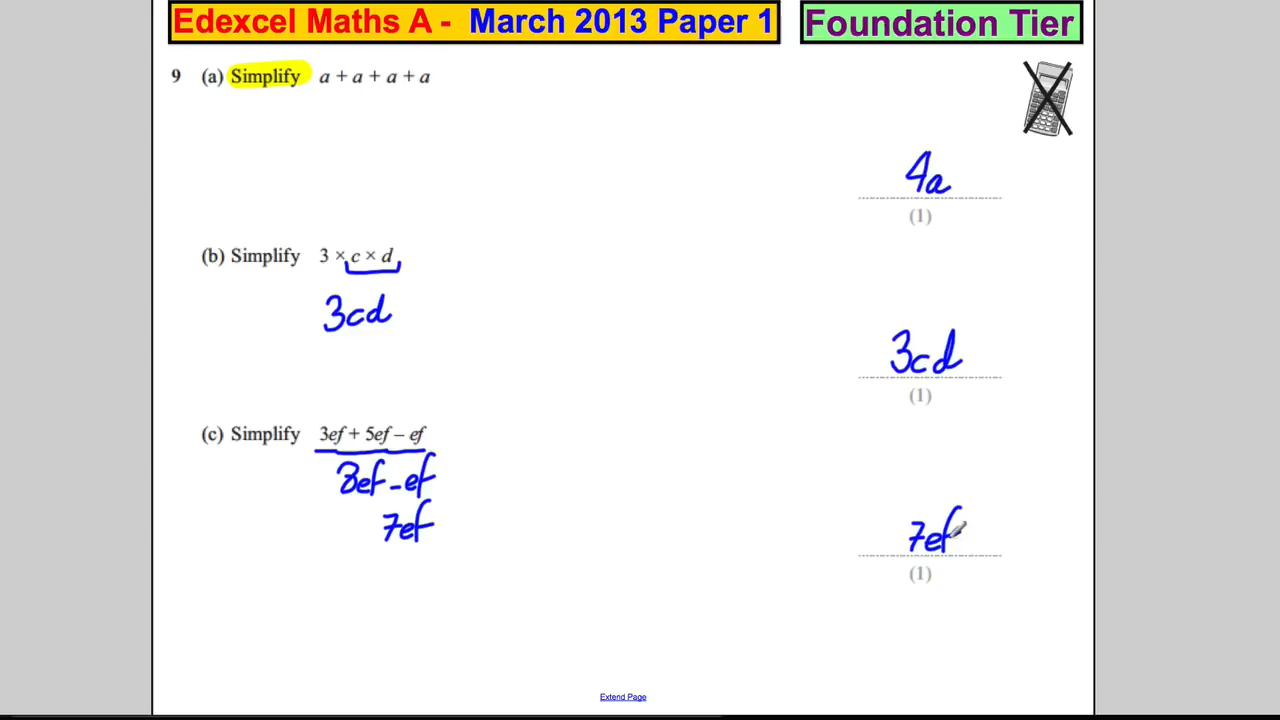 Edexcel Maths A - March 2013 Paper 1
Foundation Tier
9 (a) Simplify a + a + a + a
4a
(1)
(b) Simplify 3 × c × d
3cd
3cd
(1)
(c) Simplify 3ef + 5ef – ef
8ef - ef
7ef
7ef
(1)
Extend Page